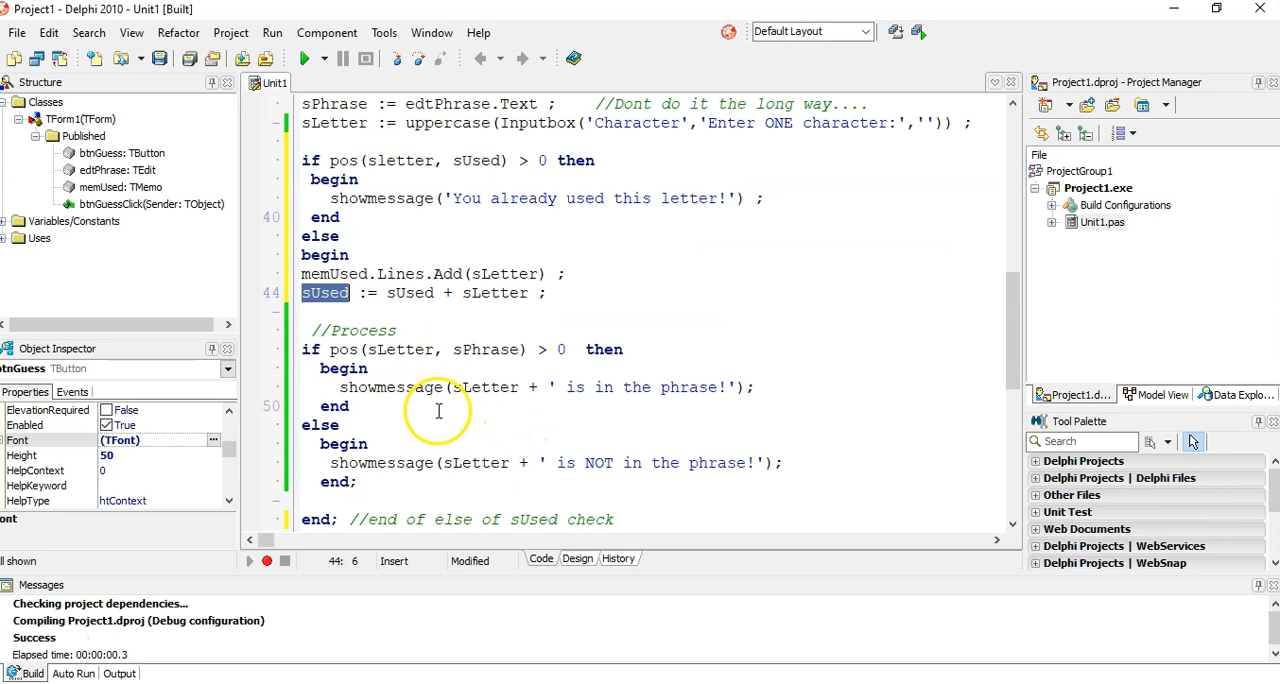 Project1 - Delphi 2010 - Unit1 [Built]
File Edit Search View Refactor Project Run Component Tools Window Help
Default Layout
Structure
Classes
TForm1(TForm)
Published
btnGuess: TButton
edtPhrase: TEdit
memUsed: TMemo
btnGuessClick(Sender: TObject)
Variables/Constants
Uses
Object Inspector
btnGuess TButton
Properties Events
ElevationRequired False
Enabled True
Font (TFont)
Height 50
HelpContext 0
HelpKeyword
HelpType htContext
ont
ll shown
Unit1
sPhrase := edtPhrase.Text ; //Dont do it the long way....
sLetter := uppercase(Inputbox('Character','Enter ONE character:','')) ;
if pos(sletter, sUsed) > 0 then
begin
showmessage('You already used this letter!') ;
40 end
else
begin
memUsed.Lines.Add(sLetter) ;
44 sUsed := sUsed + sLetter ;
//Process
if pos(sLetter, sPhrase) > 0 then
begin
showmessage(sLetter + ' is in the phrase!');
50 end
else
begin
showmessage(sLetter + ' is NOT in the phrase!');
end;
end; //end of else of sUsed check
44: 6 Insert Modified Code Design History
Project1.dproj - Project Manager
File
ProjectGroup1
Project1.exe
Build Configurations
Unit1.pas
Project1.d... Model View Data Explo...
Tool Palette
Search
Delphi Projects
Delphi Projects | Delphi Files
Other Files
Unit Test
Web Documents
Delphi Projects | WebServices
Delphi Projects | WebSnap
Messages
Checking project dependencies...
Compiling Project1.dproj (Debug configuration)
Success
Elapsed time: 00:00:00.3
Build Auto Run Output